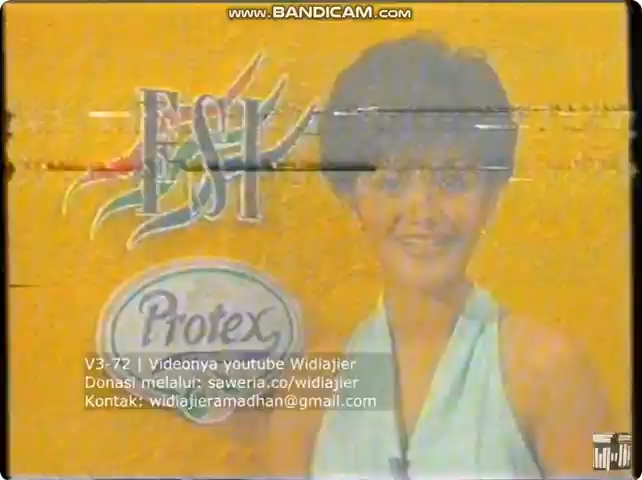 www.BANDICAM.com
FSI
Protex
V3-72 | Videonya youtube Widiajier
Donasi melalui: saweria.co/widiajier
Kontak: widiajieramadhan@gmail.com